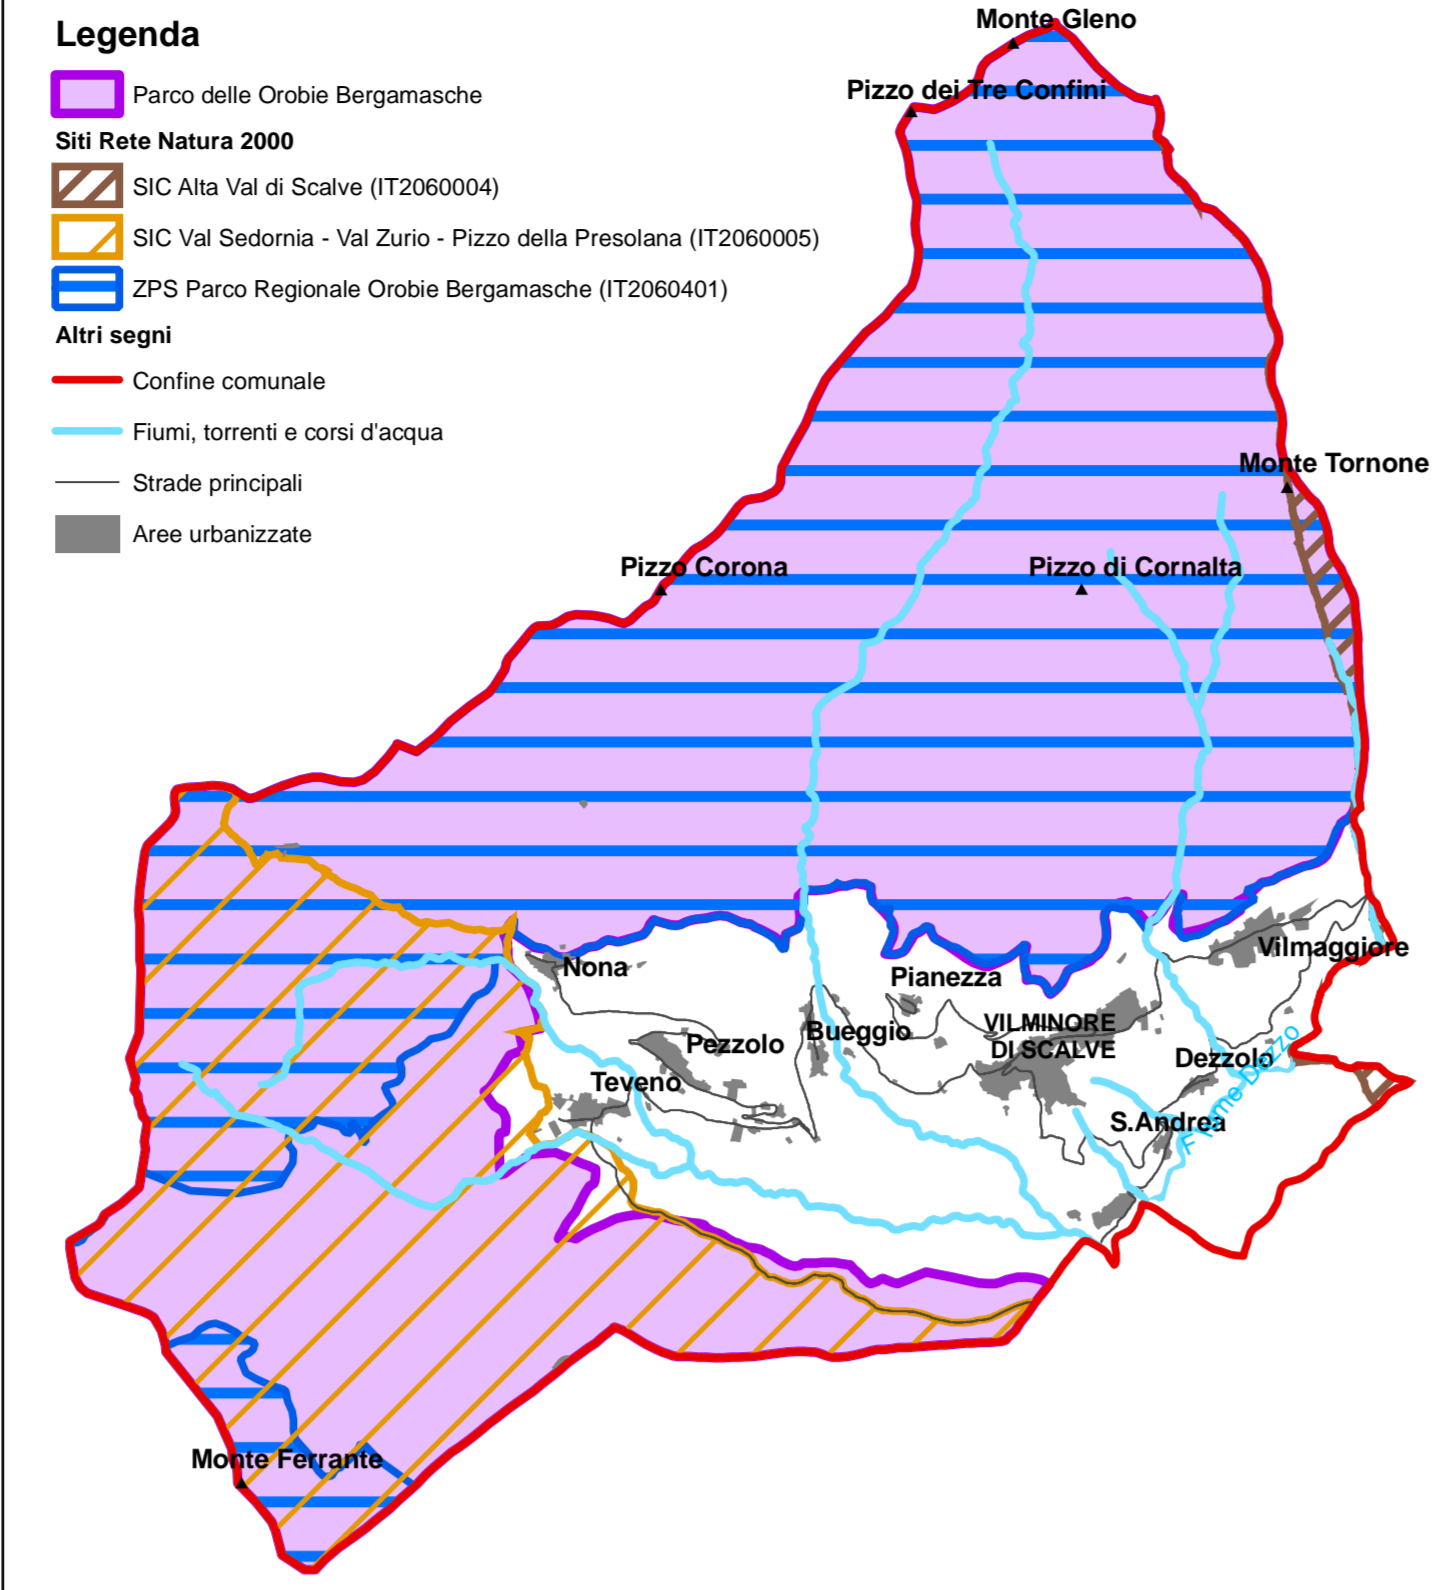 Legenda
Parco delle Orobie Bergamasche
Siti Rete Natura 2000
SIC Alta Val di Scalve (IT2060004)
SIC Val Sedornia - Val Zurio - Pizzo della Presolana (IT2060005)
ZPS Parco Regionale Orobie Bergamasche (IT2060401)
Altri segni
Confine comunale
Fiumi, torrenti e corsi d'acqua
Strade principali
Aree urbanizzate
Monte Gleno
Pizzo dei Tre Confini
Monte Tornone
Pizzo Corona
Pizzo di Cornalta
Vilmaggiore
Nona
Pianezza
VILMINORE
DI SCALVE
Bueggio
Pezzolo
Dezzolo
Teveno
S.Andrea
Fiume Dezzo
Monte Ferrante